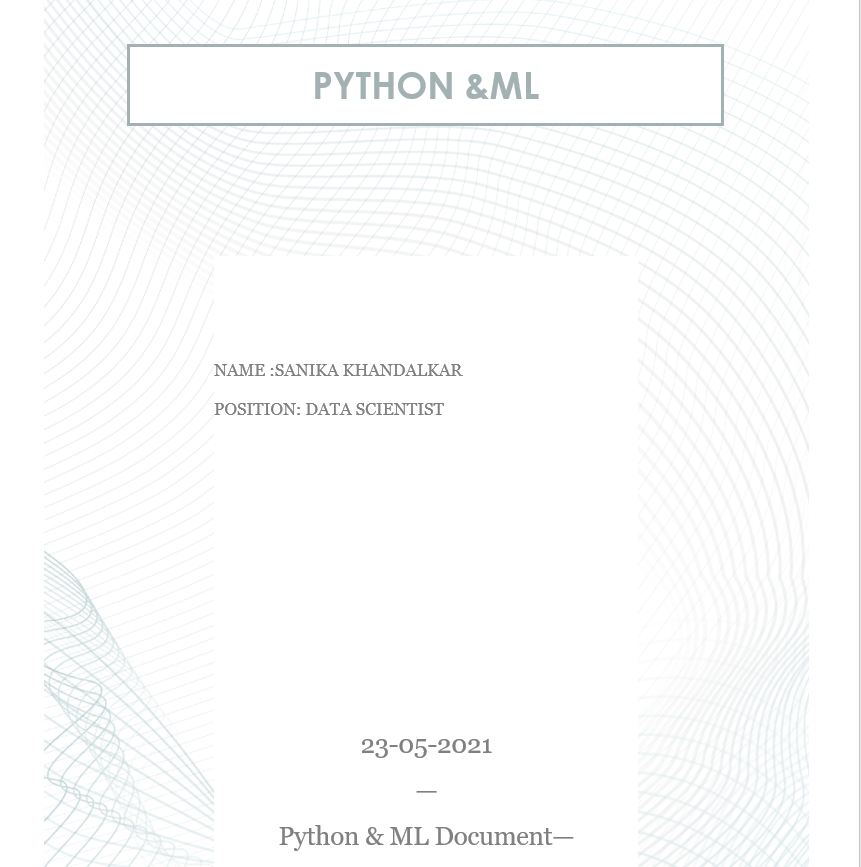 PYTHON &ML
NAME :SANIKA KHANDALKAR
POSITION: DATA SCIENTIST
23-05-2021
—
Python & ML Document—